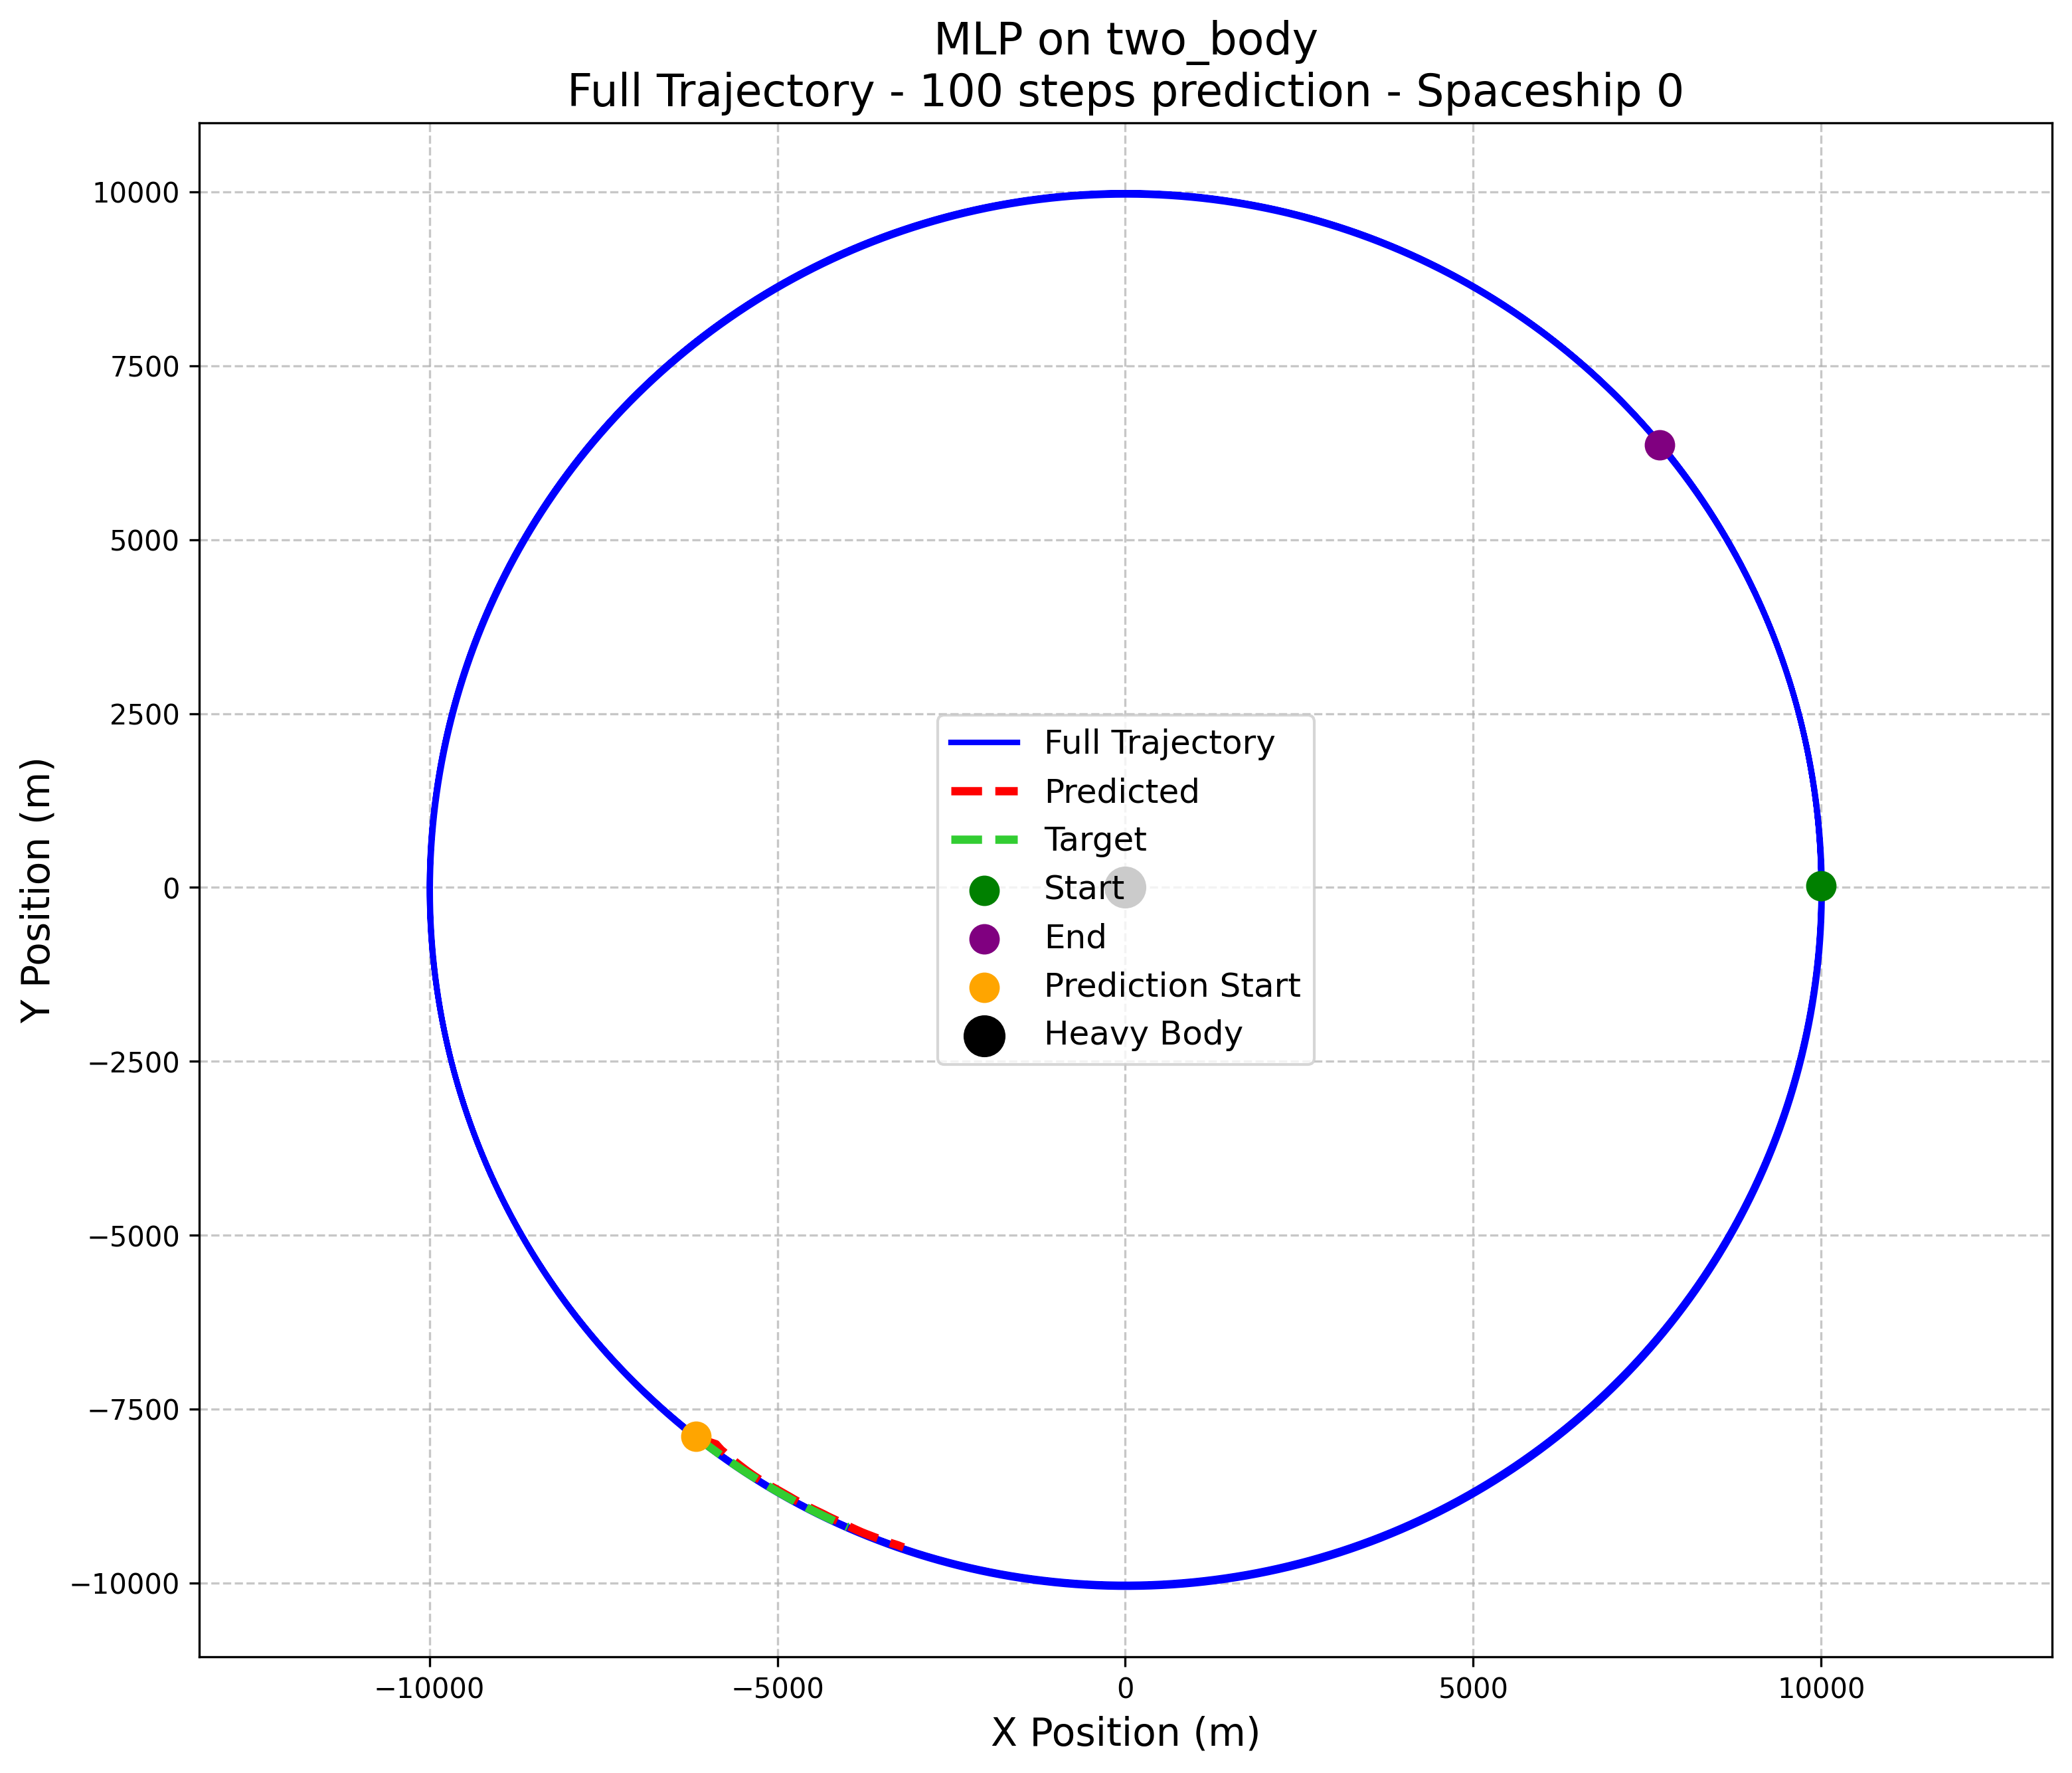 MLP on two_body
Full Trajectory - 100 steps prediction - Spaceship 0
Y Position (m)
10000
7500
5000
2500
0
−2500
−5000
−7500
−10000
Full Trajectory
Predicted
Target
Start
End
Prediction Start
Heavy Body
−10000
−5000
0
5000
10000
X Position (m)